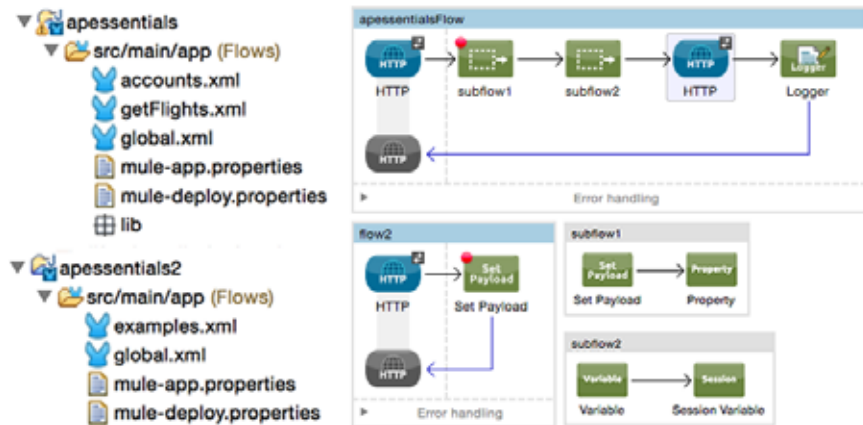 apessentials
src/main/app (Flows)
accounts.xml
getFlights.xml
global.xml
mule-app.properties
mule-deploy.properties
lib
apessentials2
src/main/app (Flows)
examples.xml
global.xml
mule-app.properties
mule-deploy.properties
apessentialsFlow
HTTP HTTP Logger
HTTP subflow1 subflow2 HTTP Logger
HTTP
Error handling
flow2
HTTP Set Payload
HTTP Set Payload
HTTP
Error handling
subflow1
Set Payload Property
Set Payload Property
subflow2
Variable Session
Variable Session Variable